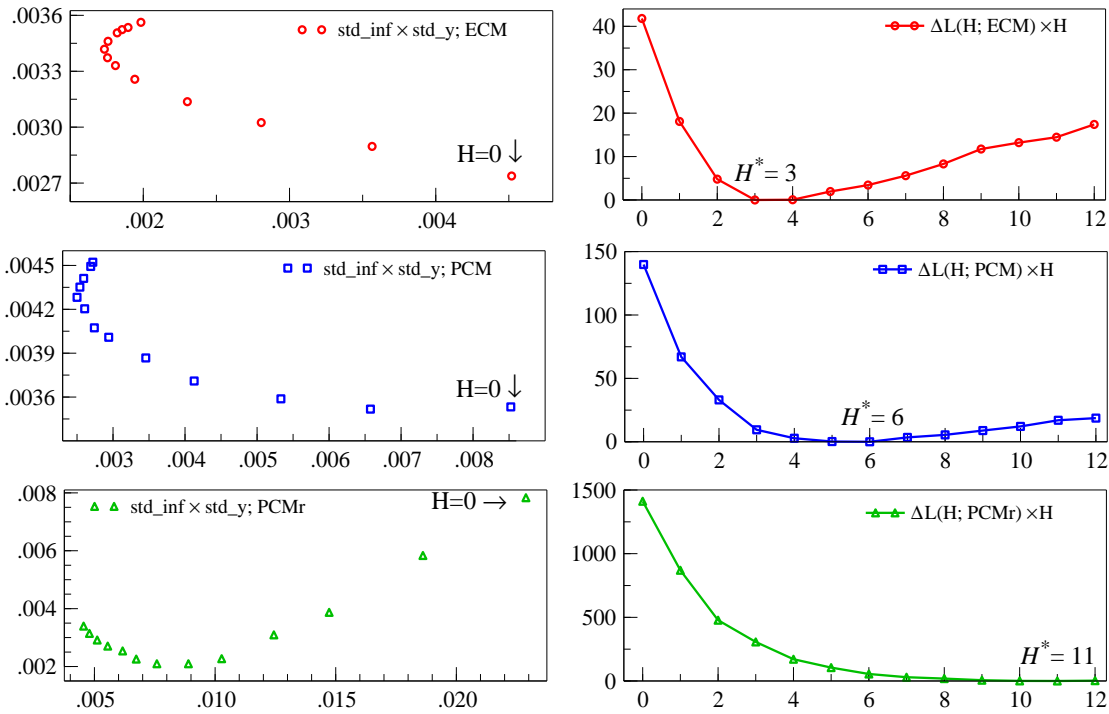 .0036
.0033
.0030
.0027
std_inf × std_y; ECM
H=0 ↓
.002 .003 .004
40
30
20
10
0
ΔL(H; ECM) ×H
H*= 3
0 2 4 6 8 10 12
.0045
.0042
.0039
.0036
std_inf × std_y; PCM
H=0 ↓
.003 .004 .005 .006 .007 .008
150
100
50
0
ΔL(H; PCM) ×H
H*= 6
0 2 4 6 8 10 12
.008
.006
.004
.002
std_inf × std_y; PCMr
H=0 →
.005 .010 .015 .020
1500
1000
500
0
ΔL(H; PCMr) ×H
H*= 11
0 2 4 6 8 10 12